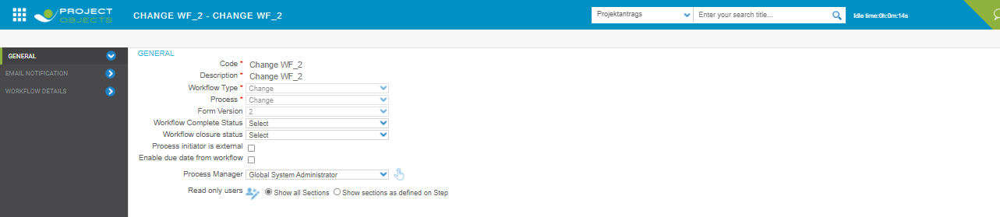 PROJECT
OBJECTS
CHANGE WF_2 - CHANGE WF_2
Projektantrags
Enter your search title...
Idle time:0h:0m:14s
GENERAL
EMAIL NOTIFICATION
WORKFLOW DETAILS
GENERAL
Code * Change WF_2
Description * Change WF_2
Workflow Type * Change
Process * Change
Form Version 2
Workflow Complete Status Select
Workflow closure status Select
Process initiator is external
Enable due date from workflow
Process Manager Global System Administrator
Read only users Show all Sections Show sections as defined on Step